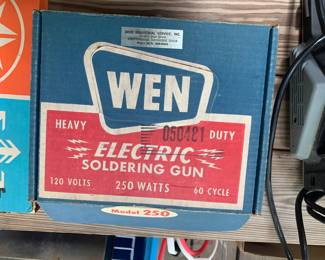 WEN
HEAVY DUTY
050421
ELECTRIC
SOLDERING GUN
120 VOLTS 250 WATTS 60 CYCLE
Model 250